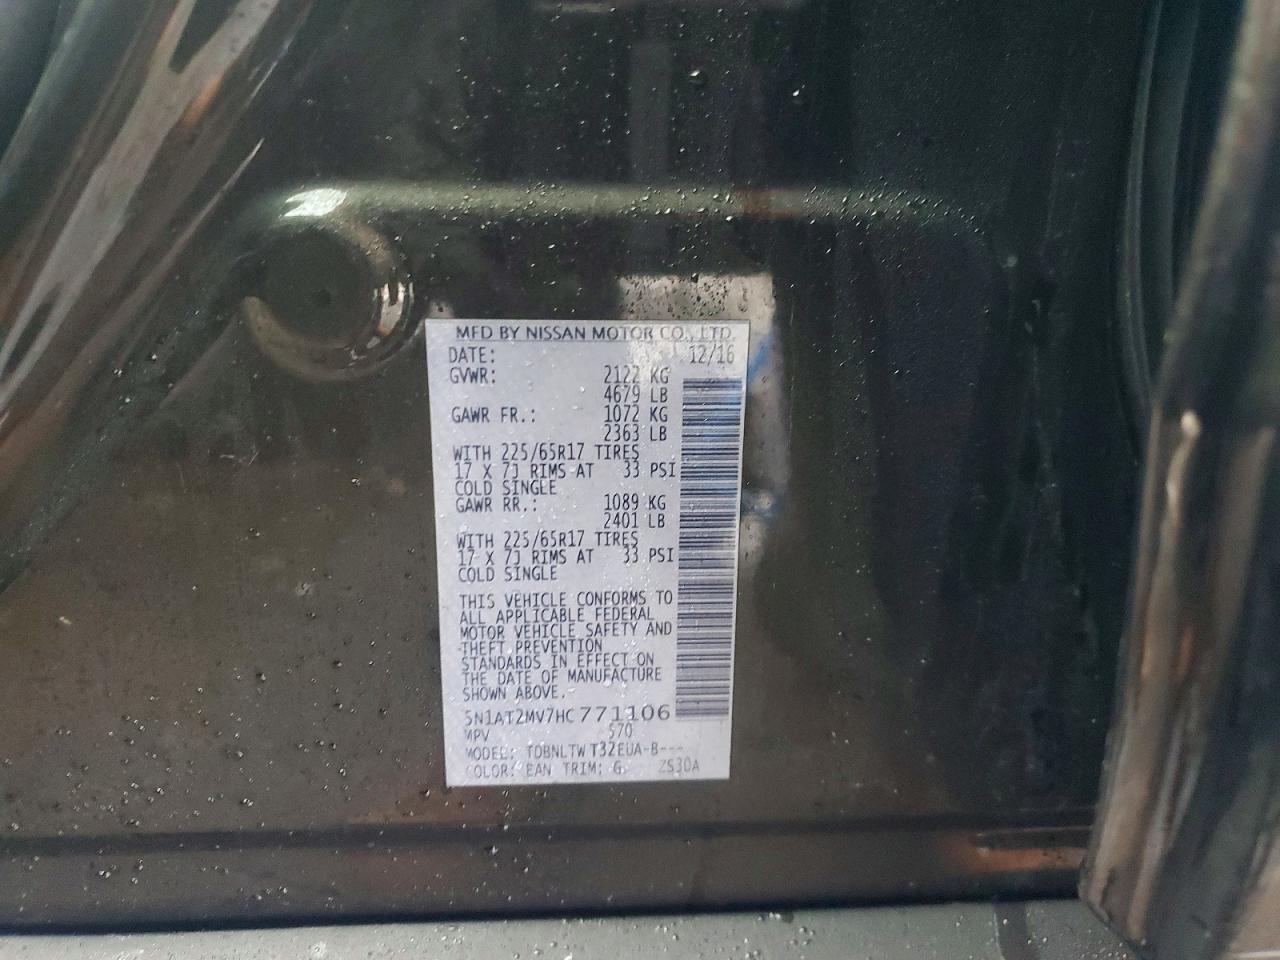 MFD BY NISSAN MOTOR CO., LTD.
DATE: 12/16
GVWR: 2122 KG
4679 LB
GAWR FR.: 1072 KG
2363 LB
WITH 225/65R17 TIRES
17 X 7J RIMS AT 33 PSI
COLD SINGLE
GAWR RR.: 1089 KG
2401 LB
WITH 225/65R17 TIRES
17 X 7J RIMS AT 33 PSI
COLD SINGLE
THIS VEHICLE CONFORMS TO
ALL APPLICABLE FEDERAL
MOTOR VEHICLE SAFETY AND
THEFT PREVENTION
STANDARDS IN EFFECT ON
THE DATE OF MANUFACTURE
SHOWN ABOVE.
5N1AT2MV7HC771106
MPV 570
MODEL: TDBNLTW T32EUA-B---
COLOR: EAN TRIM: G ZS30A